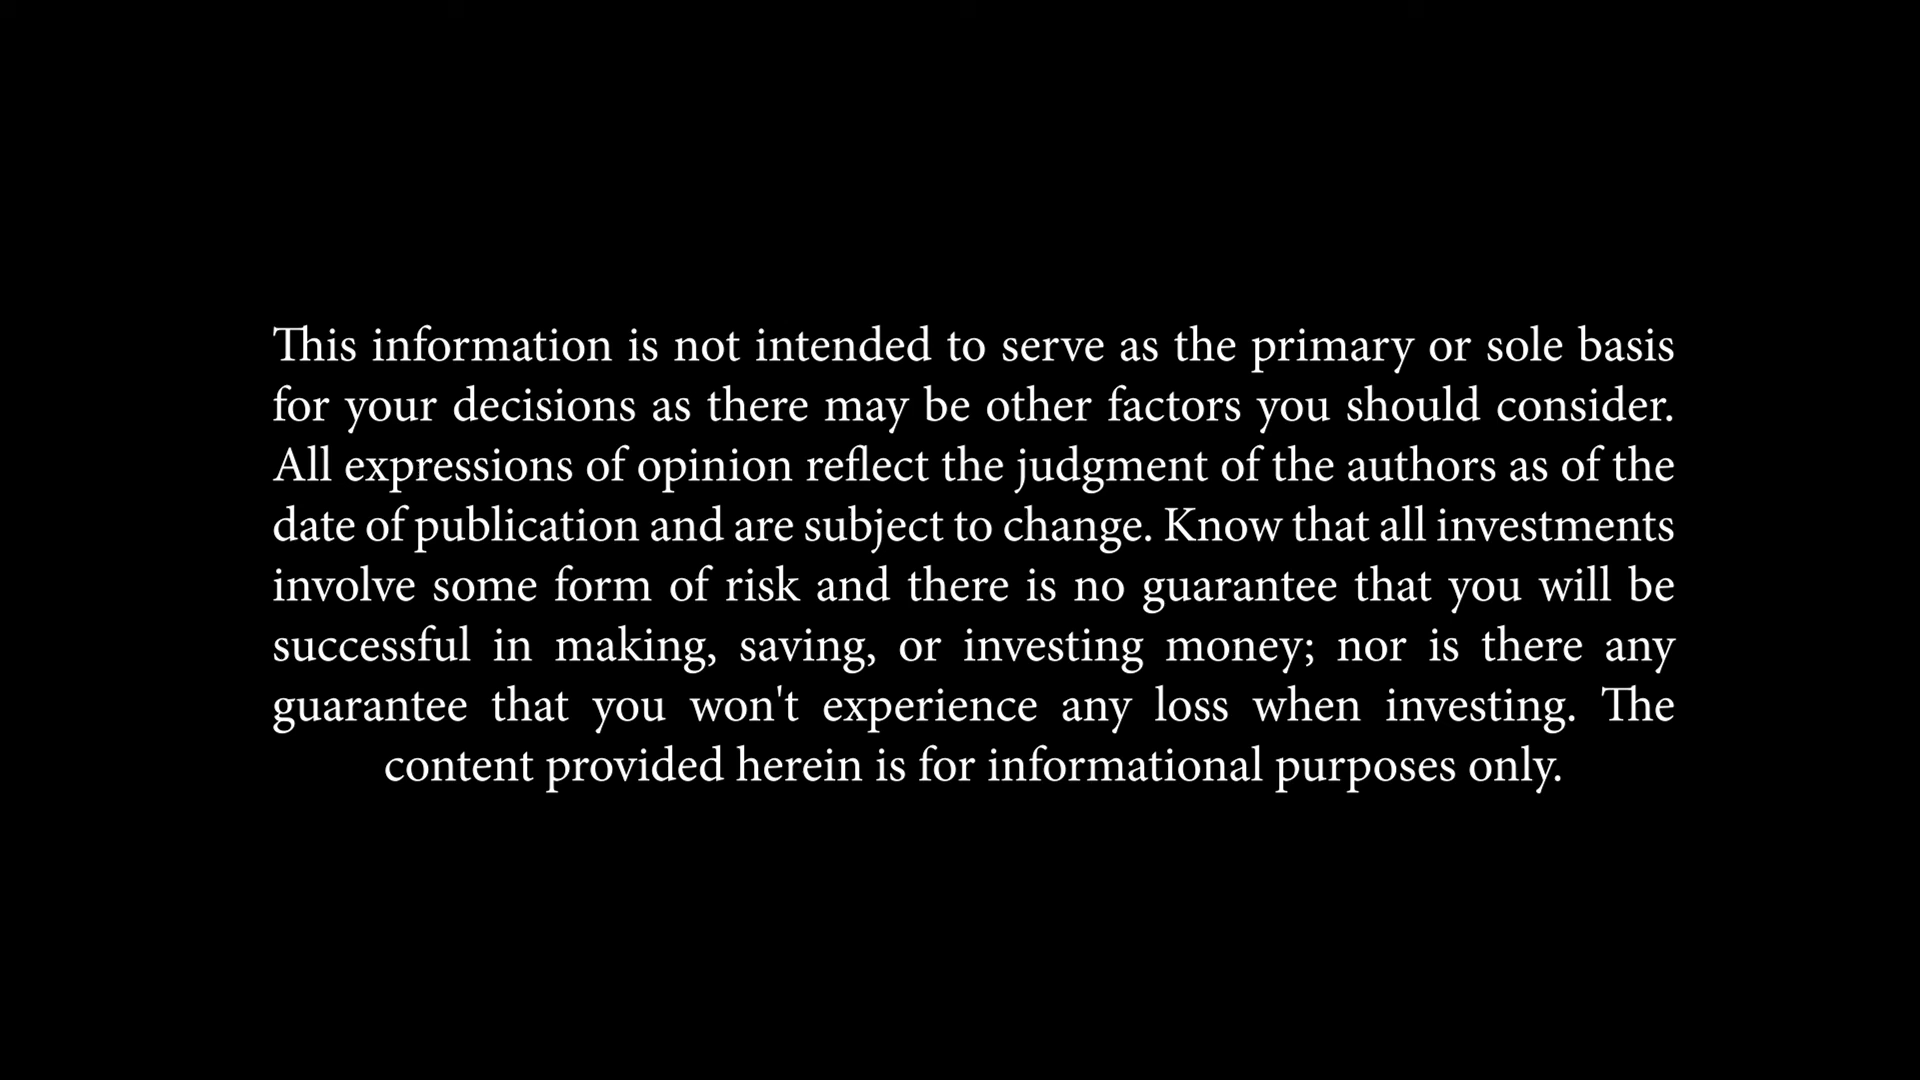 This information is not intended to serve as the primary or sole basis
for your decisions as there may be other factors you should consider.
All expressions of opinion reflect the judgment of the authors as of the
date of publication and are subject to change. Know that all investments
involve some form of risk and there is no guarantee that you will be
successful in making, saving, or investing money; nor is there any
guarantee that you won't experience any loss when investing. The
content provided herein is for informational purposes only.